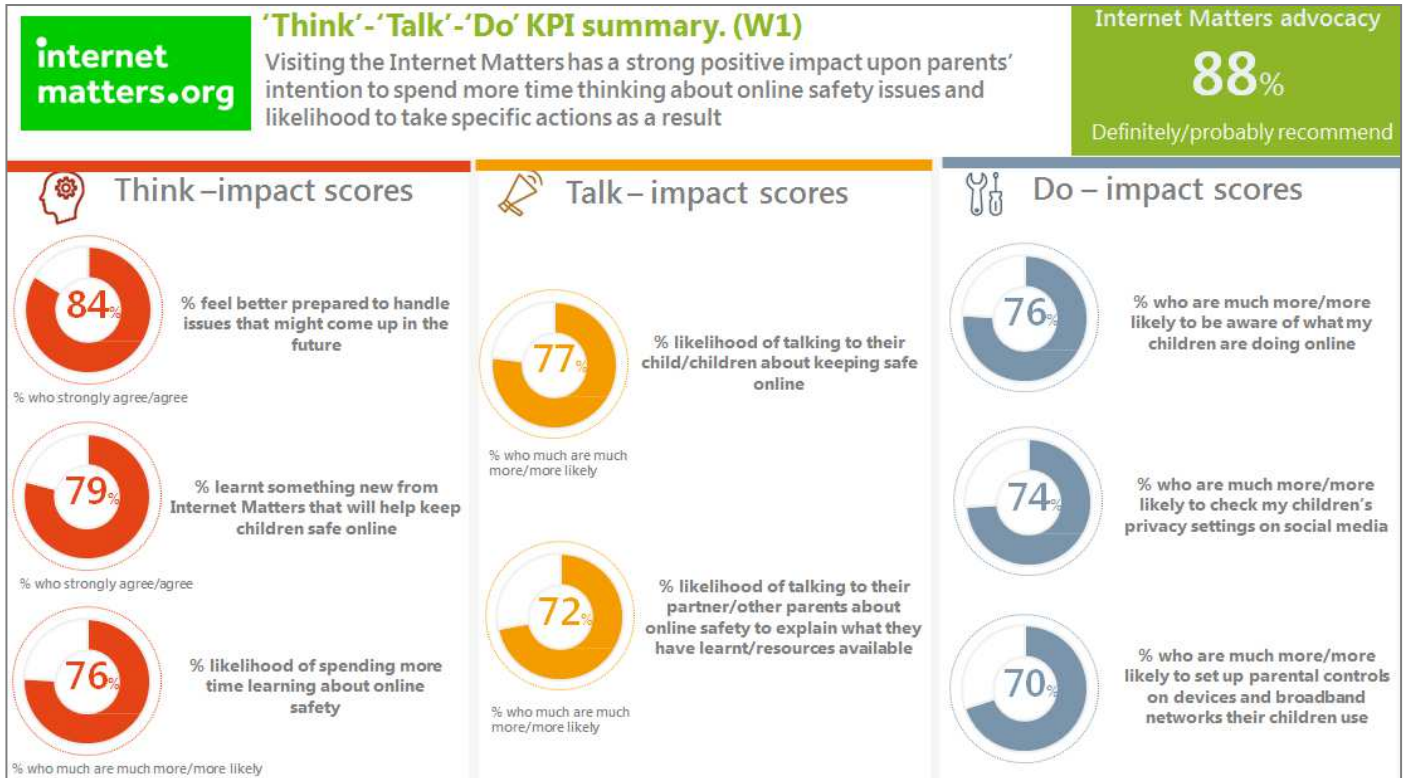 internet
matters.org
'Think'-'Talk'-'Do' KPI summary. (W1)
Visiting the Internet Matters has a strong positive impact upon parents'
intention to spend more time thinking about online safety issues and
likelihood to take specific actions as a result
Internet Matters advocacy
88%
Definitely/probably recommend
Think –impact scores
84%
% feel better prepared to handle
issues that might come up in the
future
% who strongly agree/agree
79%
% learnt something new from
Internet Matters that will help keep
children safe online
% who strongly agree/agree
76%
% likelihood of spending more
time learning about online
safety
% who much are much more/more likely
Talk – impact scores
77%
% likelihood of talking to their
child/children about keeping safe
online
% who much are much
more/more likely
72%
% likelihood of talking to their
partner/other parents about
online safety to explain what they
have learnt/resources available
% who much are much
more/more likely
Do – impact scores
76%
% who are much more/more
likely to be aware of what my
children are doing online
74%
% who are much more/more
likely to check my children's
privacy settings on social media
70%
% who are much more/more
likely to set up parental controls
on devices and broadband
networks their children use